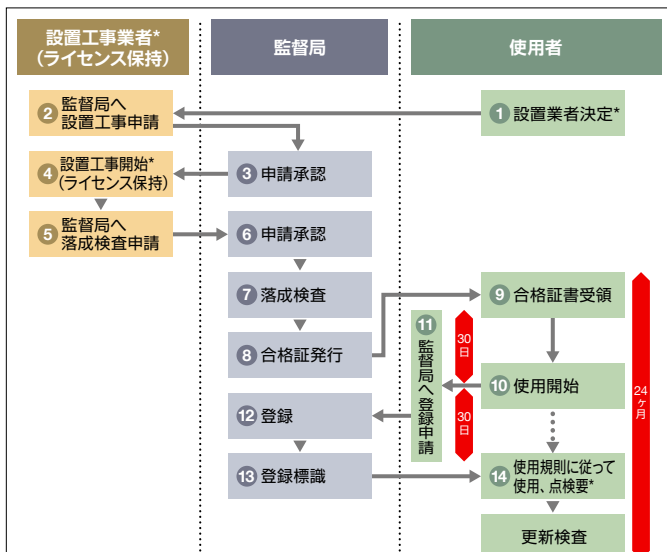 設置工事業者*
(ライセンス保持)
監督局
使用者
1 設置業者決定*
2 監督局へ
設置工事申請
3 申請承認
4 設置工事開始*
(ライセンス保持)
5 監督局へ
落成検査申請
6 申請承認
7 落成検査
8 合格証発行
9 合格証書受領
10 使用開始
11 監督局へ登録申請
30日
30日
24ヶ月
12 登録
13 登録標識
14 使用規則に従って
使用、点検要*
更新検査